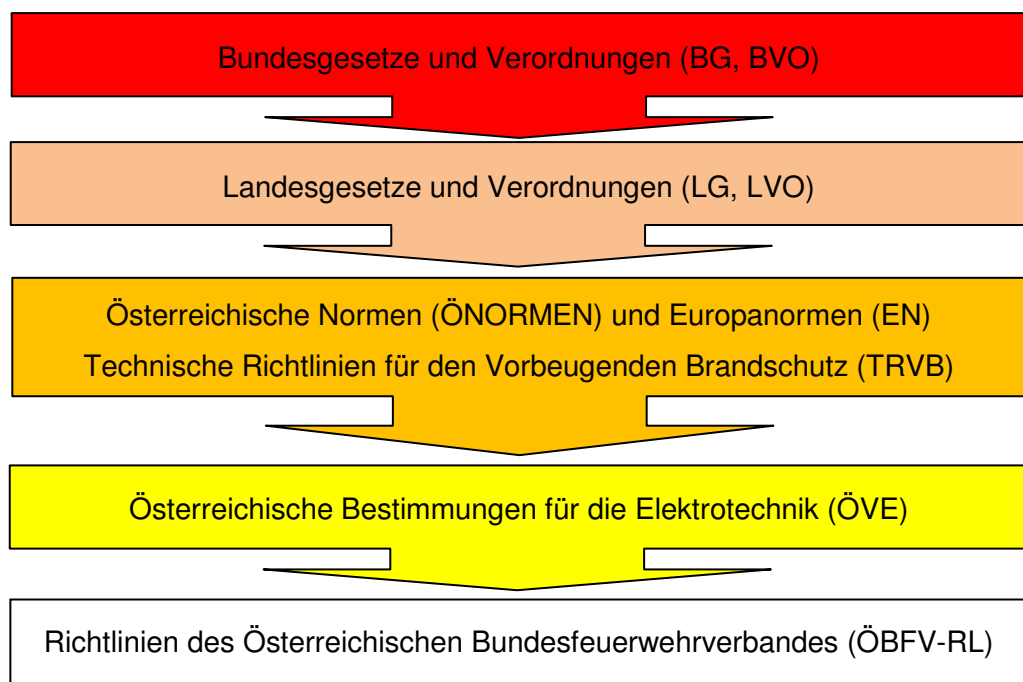 Bundesgesetze und Verordnungen (BG, BVO)
Landesgesetze und Verordnungen (LG, LVO)
Österreichische Normen (ÖNORMEN) und Europanormen (EN)
Technische Richtlinien für den Vorbeugenden Brandschutz (TRVB)
Österreichische Bestimmungen für die Elektrotechnik (ÖVE)
Richtlinien des Österreichischen Bundesfeuerwehrverbandes (ÖBFV-RL)